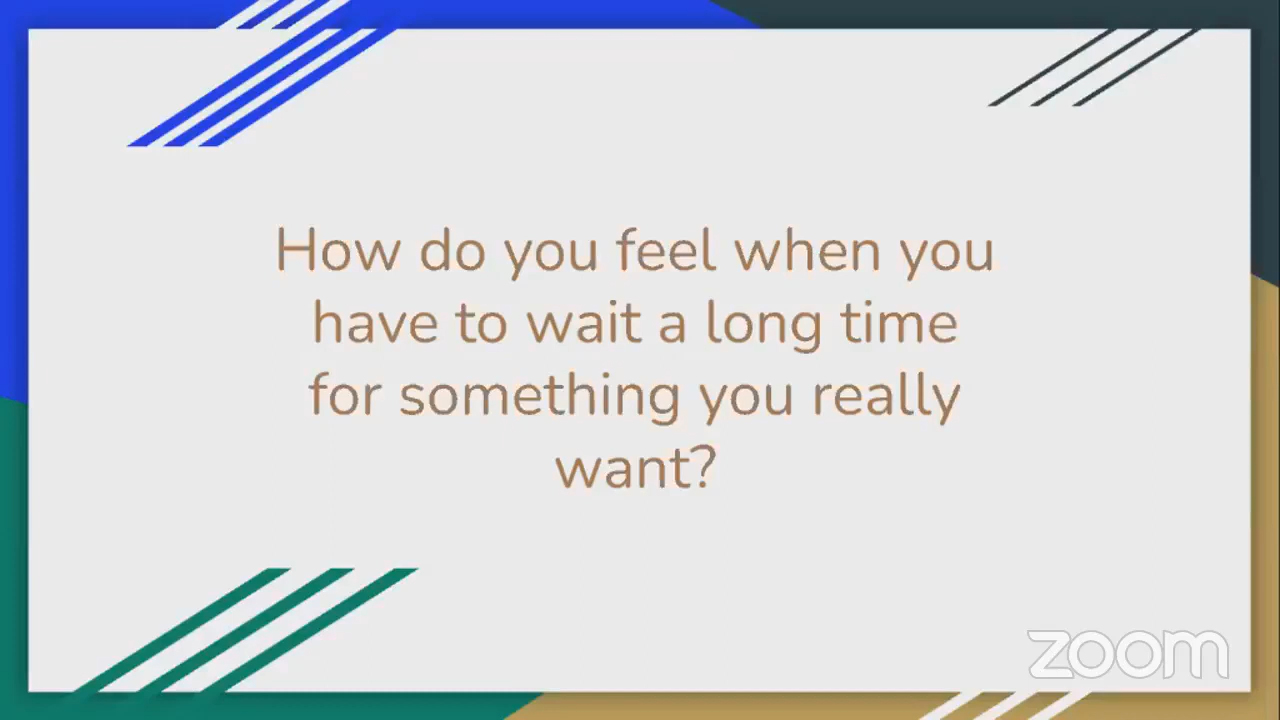 How do you feel when you
have to wait a long time
for something you really
want?
zoom